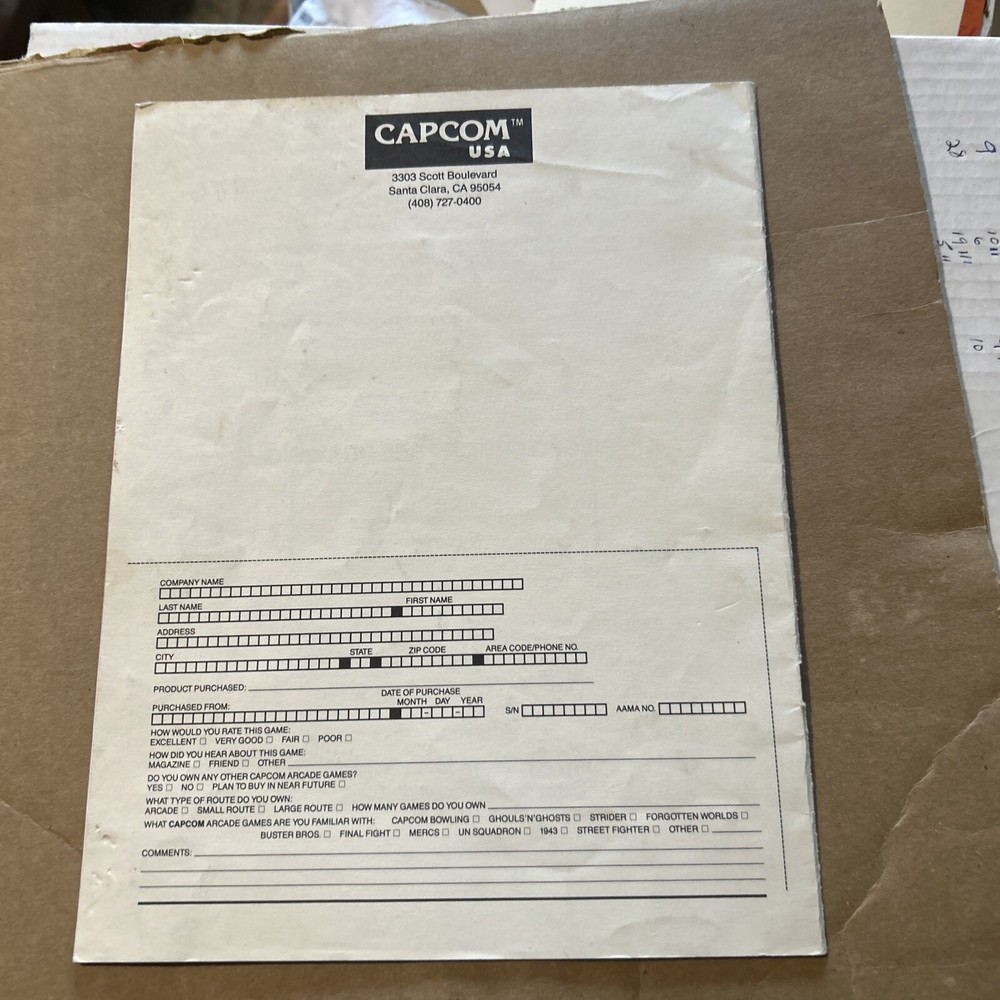 CAPCOM™
USA
3303 Scott Boulevard
Santa Clara, CA 95054
(408) 727-0400
COMPANY NAME
LAST NAME FIRST NAME
ADDRESS
CITY STATE ZIP CODE AREA CODE/PHONE NO.
PRODUCT PURCHASED:
DATE OF PURCHASE
PURCHASED FROM: MONTH DAY YEAR S/N AAMA NO.
HOW WOULD YOU RATE THIS GAME:
EXCELLENT □ VERY GOOD □ FAIR □ POOR □
HOW DID YOU HEAR ABOUT THIS GAME:
MAGAZINE □ FRIEND □ OTHER
DO YOU OWN ANY OTHER CAPCOM ARCADE GAMES?
YES □ NO □ PLAN TO BUY IN NEAR FUTURE □
WHAT TYPE OF ROUTE DO YOU OWN:
ARCADE □ SMALL ROUTE □ LARGE ROUTE □ HOW MANY GAMES DO YOU OWN
WHAT CAPCOM ARCADE GAMES ARE YOU FAMILIAR WITH: CAPCOM BOWLING □ GHOULS'N'GHOSTS □ STRIDER □ FORGOTTEN WORLDS □
BUSTER BROS. □ FINAL FIGHT □ MERCS □ UN SQUADRON □ 1943 □ STREET FIGHTER □ OTHER □
COMMENTS: